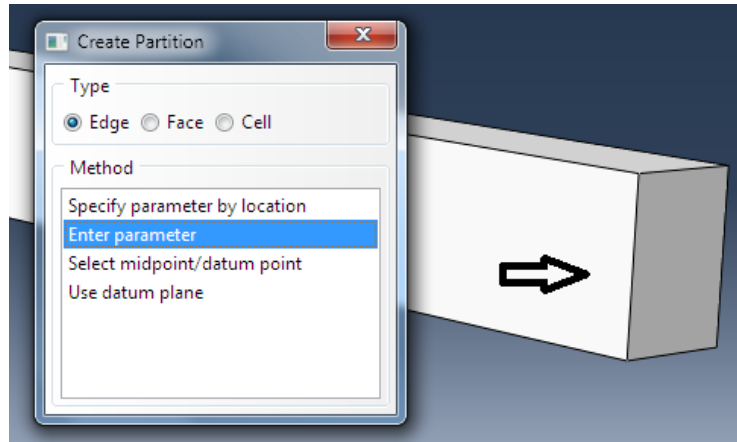 Create Partition
Type
Edge Face Cell
Method
Specify parameter by location
Enter parameter
Select midpoint/datum point
Use datum plane